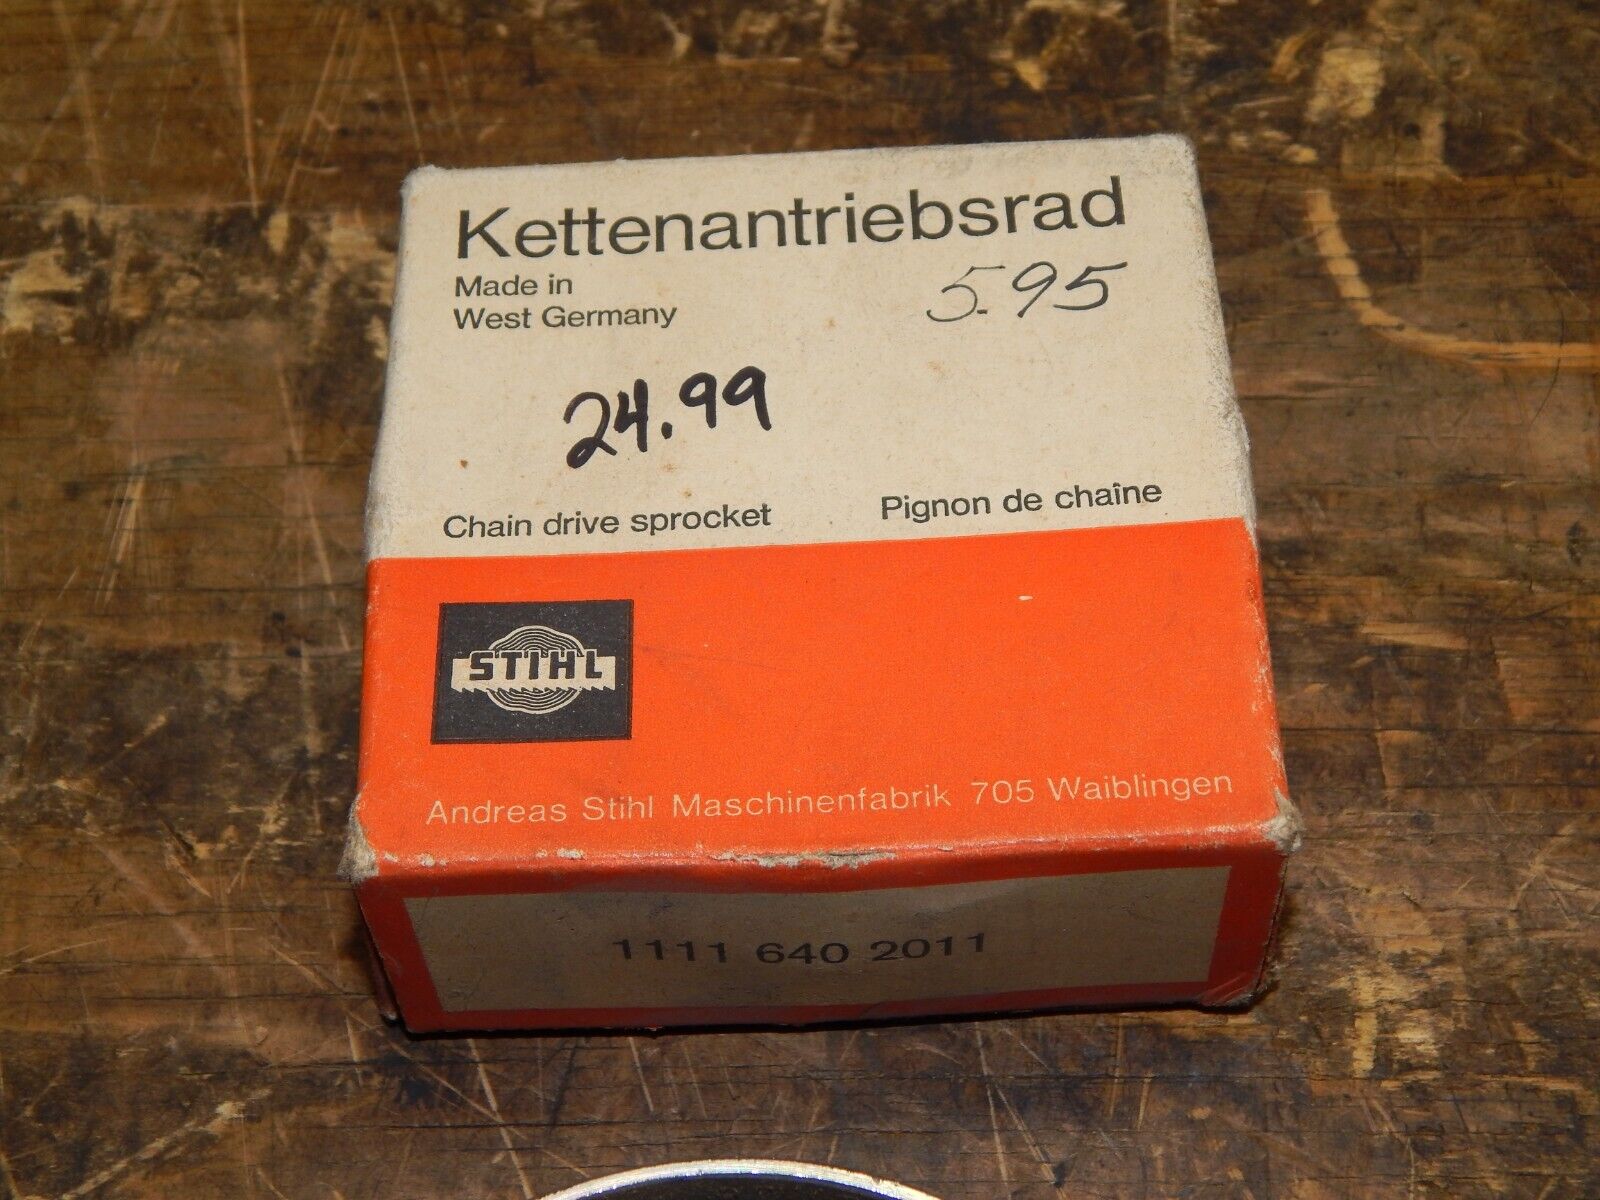 Kettenantriebsrad
Made in
West Germany
5.95
24.99
Chain drive sprocket
Pignon de chaîne
STIHL
Andreas Stihl Maschinenfabrik 705 Waiblingen
1111 640 2011